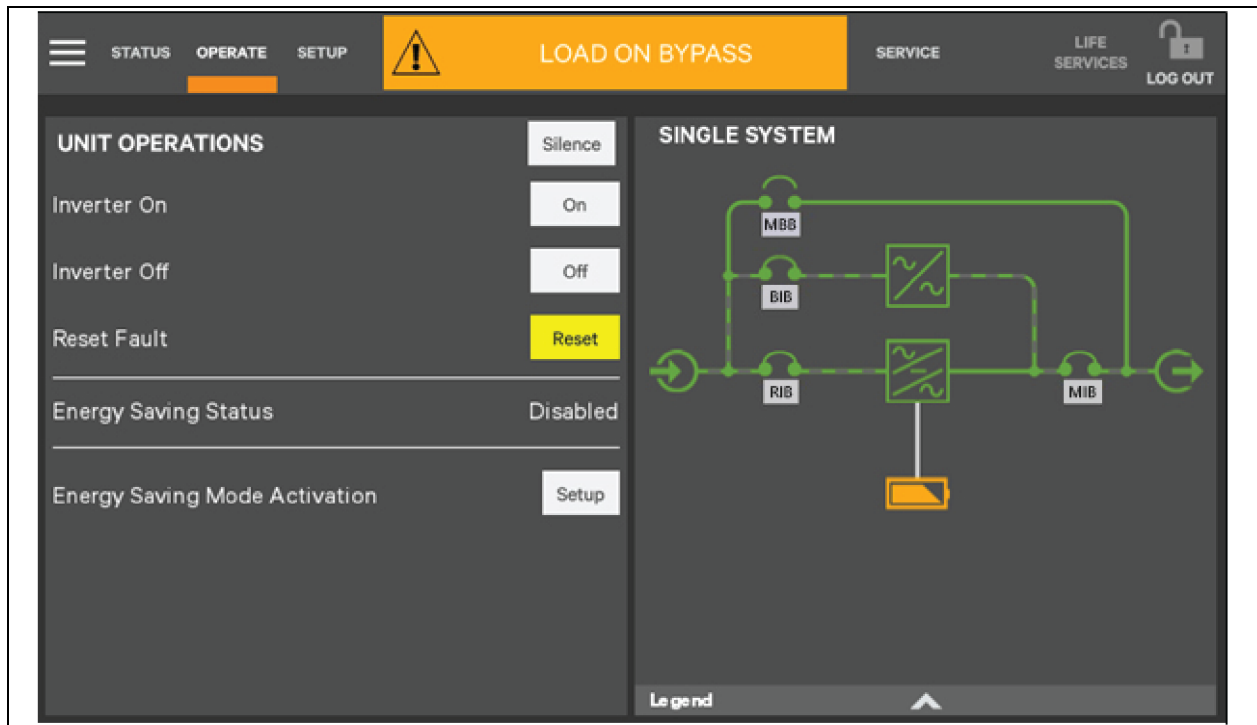 STATUS OPERATE SETUP LOAD ON BYPASS SERVICE LIFE SERVICES LOG OUT
UNIT OPERATIONS Silence
Inverter On On
Inverter Off Off
Reset Fault Reset
Energy Saving Status Disabled
Energy Saving Mode Activation Setup
SINGLE SYSTEM
MBB
BIB
RIB MIB
Legend